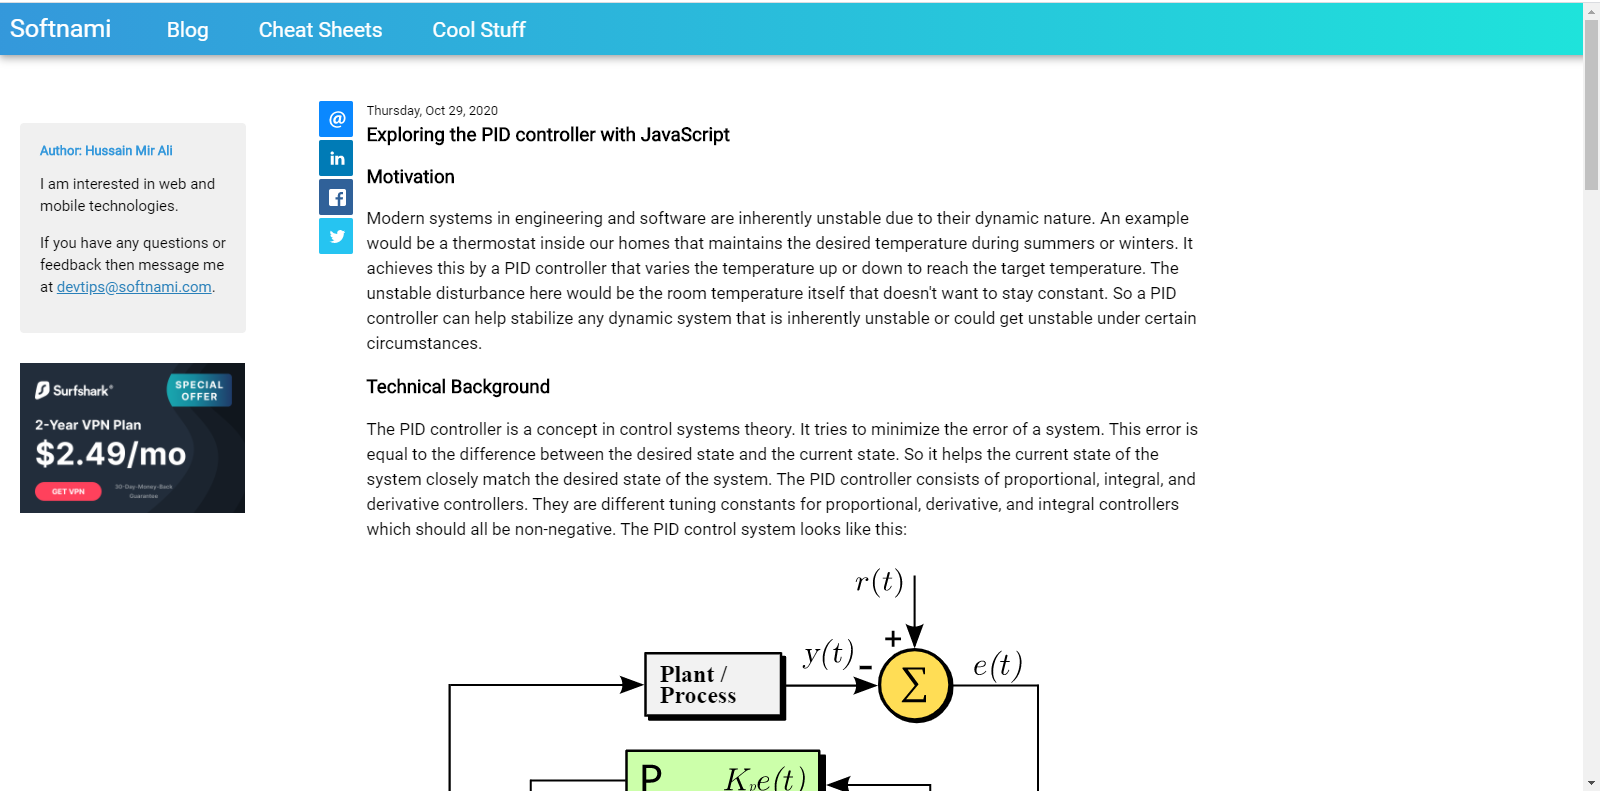 Softnami Blog Cheat Sheets Cool Stuff
Author: Hussain Mir Ali
I am interested in web and
mobile technologies.
If you have any questions or
feedback then message me
at devtips@softnami.com.
Surfshark®
SPECIAL
OFFER
2-Year VPN Plan
$2.49/mo
GET VPN
30-Day-Money-Back
Guarantee
@
in
Thursday, Oct 29, 2020
Exploring the PID controller with JavaScript
Motivation
Modern systems in engineering and software are inherently unstable due to their dynamic nature. An example
would be a thermostat inside our homes that maintains the desired temperature during summers or winters. It
achieves this by a PID controller that varies the temperature up or down to reach the target temperature. The
unstable disturbance here would be the room temperature itself that doesn't want to stay constant. So a PID
controller can help stabilize any dynamic system that is inherently unstable or could get unstable under certain
circumstances.
Technical Background
The PID controller is a concept in control systems theory. It tries to minimize the error of a system. This error is
equal to the difference between the desired state and the current state. So it helps the current state of the
system closely match the desired state of the system. The PID controller consists of proportional, integral, and
derivative controllers. They are different tuning constants for proportional, derivative, and integral controllers
which should all be non-negative. The PID control system looks like this:
r(t)
+
y(t)
-
e(t)
Plant /
Process
Σ
P Kₚe(t)